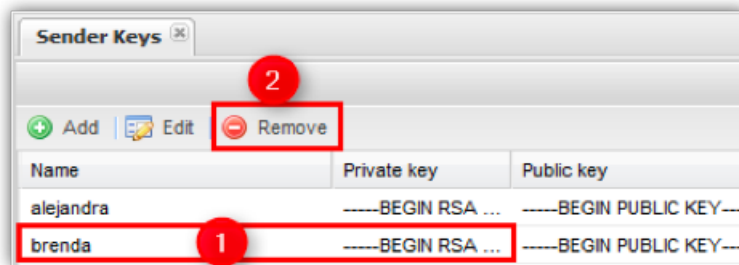 Sender Keys
2
Add Edit Remove
Name Private key Public key
alejandra -----BEGIN RSA ... -----BEGIN PUBLIC KEY---
brenda 1 -----BEGIN RSA ... -----BEGIN PUBLIC KEY---